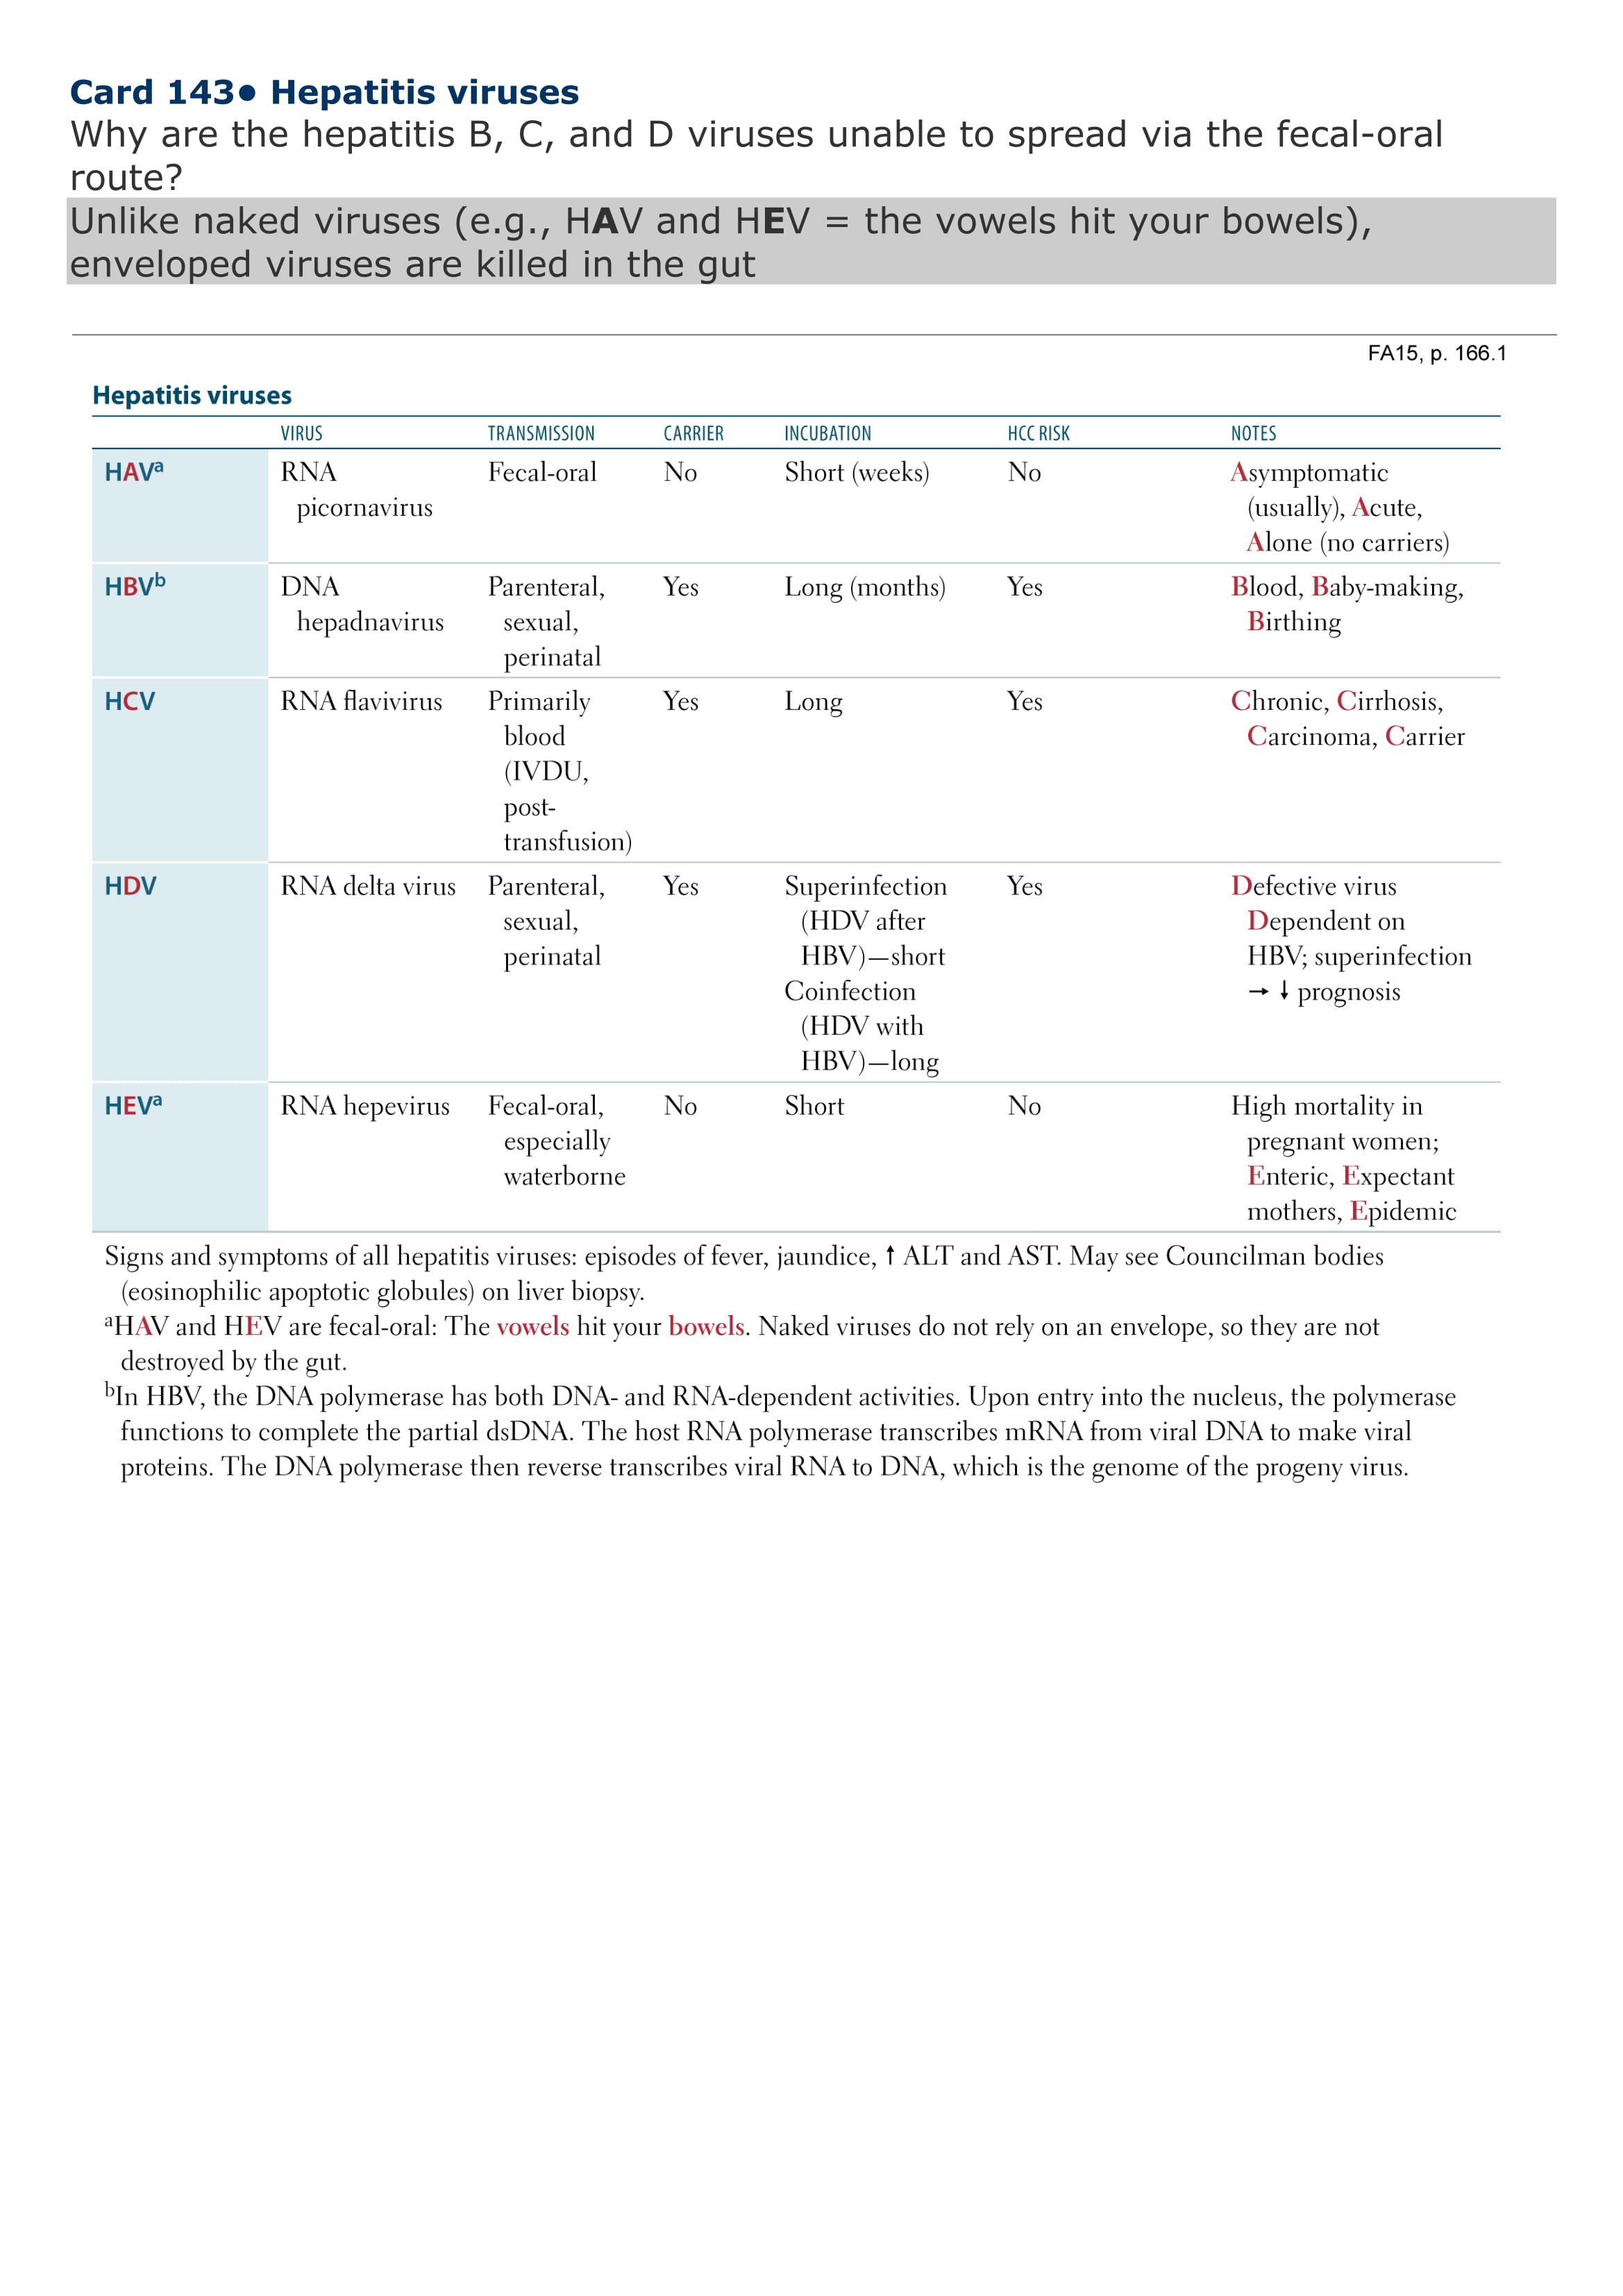 Card 143● Hepatitis viruses
Why are the hepatitis B, C, and D viruses unable to spread via the fecal-oral
route?
Unlike naked viruses (e.g., HAV and HEV = the vowels hit your bowels),
enveloped viruses are killed in the gut
FA15, p. 166.1
Hepatitis viruses
VIRUS TRANSMISSION CARRIER INCUBATION HCC RISK NOTES
HAVª RNA Fecal-oral No Short (weeks) No Asymptomatic
picornavirus (usually), Acute,
Alone (no carriers)
HBVᵇ DNA Parenteral, Yes Long (months) Yes Blood, Baby-making,
hepadnavirus sexual, Birthing
perinatal
HCV RNA flavivirus Primarily Yes Long Yes Chronic, Cirrhosis,
blood Carcinoma, Carrier
(IVDU,
post-
transfusion)
HDV RNA delta virus Parenteral, Yes Superinfection Yes Defective virus
sexual, (HDV after Dependent on
perinatal HBV)—short HBV; superinfection
Coinfection → ↓ prognosis
(HDV with
HBV)—long
HEVª RNA hepevirus Fecal-oral, No Short No High mortality in
especially pregnant women;
waterborne Enteric, Expectant
mothers, Epidemic
Signs and symptoms of all hepatitis viruses: episodes of fever, jaundice, ↑ ALT and AST. May see Councilman bodies
(eosinophilic apoptotic globules) on liver biopsy.
ªHAV and HEV are fecal-oral: The vowels hit your bowels. Naked viruses do not rely on an envelope, so they are not
destroyed by the gut.
ᵇIn HBV, the DNA polymerase has both DNA- and RNA-dependent activities. Upon entry into the nucleus, the polymerase
functions to complete the partial dsDNA. The host RNA polymerase transcribes mRNA from viral DNA to make viral
proteins. The DNA polymerase then reverse transcribes viral RNA to DNA, which is the genome of the progeny virus.